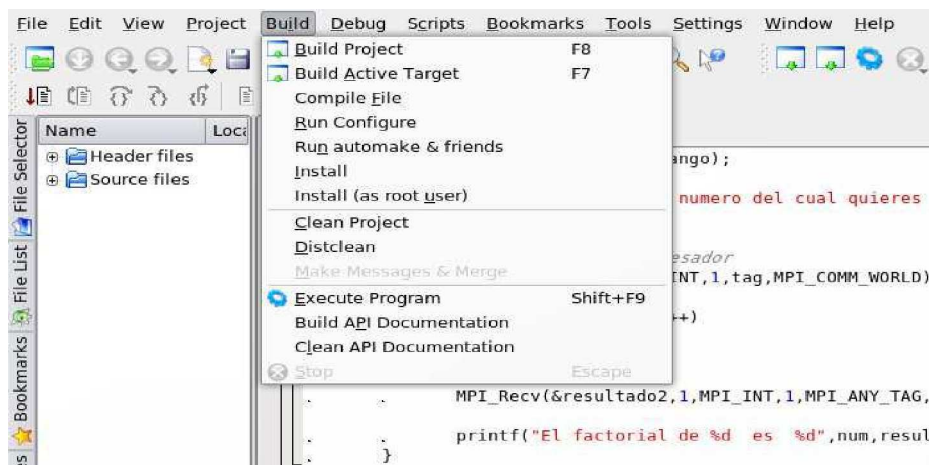 File Edit View Project Build Debug Scripts Bookmarks Tools Settings Window Help
Build Project F8
Build Active Target F7
Compile File
Run Configure
Run automake & friends
Install
Install (as root user)
Clean Project
Distclean
Make Messages & Merge
Execute Program Shift+F9
Build API Documentation
Clean API Documentation
Stop Escape
File Selector
File List
Bookmarks
Name
Header files
Source files
numero del cual quieres
INT,1,tag,MPI_COMM_WORLD)
++)
MPI_Recv(&resultado2,1,MPI_INT,1,MPI_ANY_TAG,
printf("El factorial de %d es %d",num,resul
}